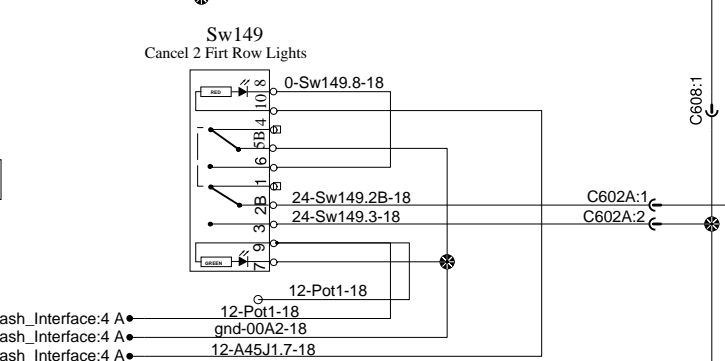 Sw149
Cancel 2 Firt Row Lights
RED
8
10
4
5B
6
1
2B
3
9
7
GREEN
0-Sw149.8-18
24-Sw149.2B-18
24-Sw149.3-18
C602A:1
C602A:2
C608:1
12-Pot1-18
12-Pot1-18
gnd-00A2-18
12-A45J1.7-18
ash_Interface:4 A
ash_Interface:4 A
ash_Interface:4 A